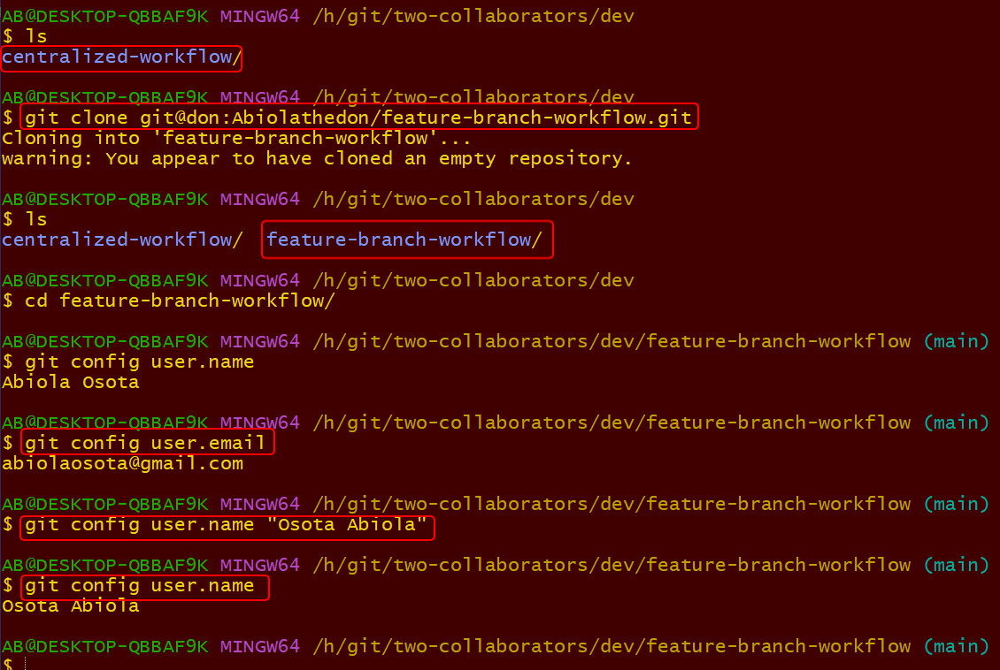 AB@DESKTOP-QBBAF9K MINGW64 /h/git/two-collaborators/dev
$ ls
centralized-workflow/
AB@DESKTOP-QBBAF9K MINGW64 /h/git/two-collaborators/dev
$ git clone git@don:Abiolathedon/feature-branch-workflow.git
Cloning into 'feature-branch-workflow'...
warning: You appear to have cloned an empty repository.
AB@DESKTOP-QBBAF9K MINGW64 /h/git/two-collaborators/dev
$ ls
centralized-workflow/ feature-branch-workflow/
AB@DESKTOP-QBBAF9K MINGW64 /h/git/two-collaborators/dev
$ cd feature-branch-workflow/
AB@DESKTOP-QBBAF9K MINGW64 /h/git/two-collaborators/dev/feature-branch-workflow (main)
$ git config user.name
Abiola Osota
AB@DESKTOP-QBBAF9K MINGW64 /h/git/two-collaborators/dev/feature-branch-workflow (main)
$ git config user.email
abiolaosota@gmail.com
AB@DESKTOP-QBBAF9K MINGW64 /h/git/two-collaborators/dev/feature-branch-workflow (main)
$ git config user.name "Osota Abiola"
AB@DESKTOP-QBBAF9K MINGW64 /h/git/two-collaborators/dev/feature-branch-workflow (main)
$ git config user.name
Osota Abiola
AB@DESKTOP-QBBAF9K MINGW64 /h/git/two-collaborators/dev/feature-branch-workflow (main)
$